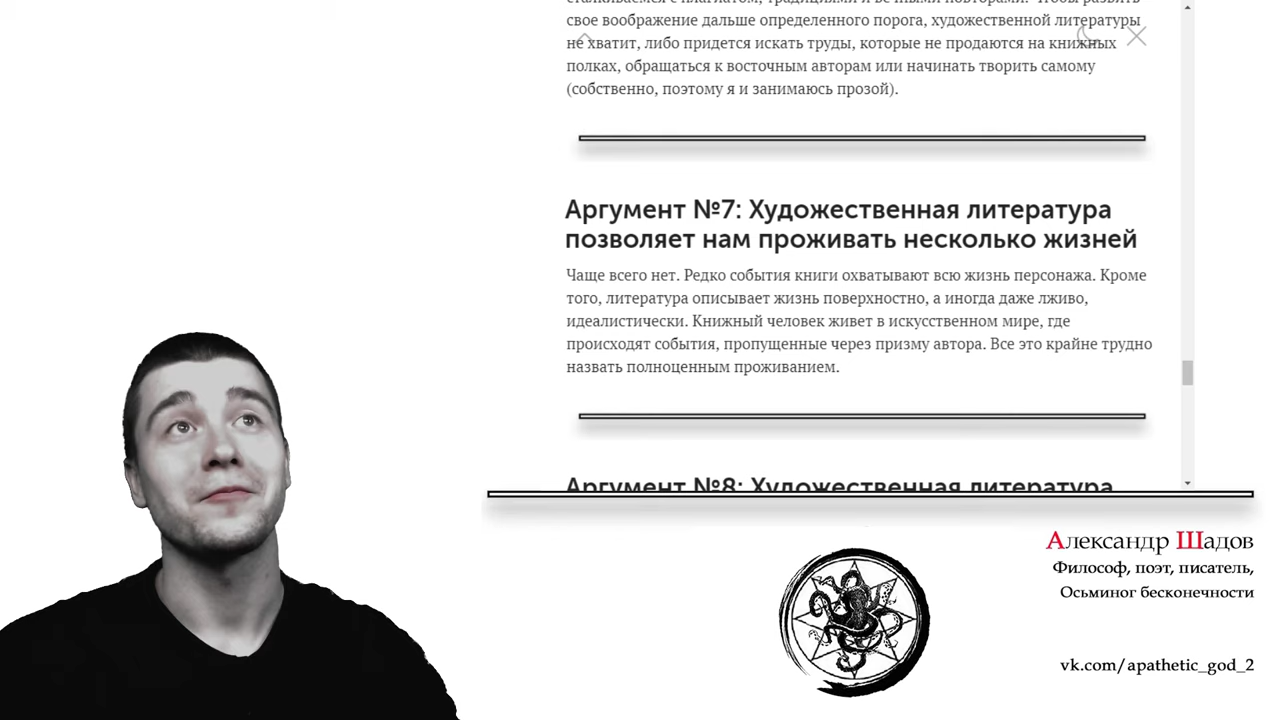 свое воображение дальше определенного порога, художественной литературы
не хватит, либо придется искать труды, которые не продаются на книжных
полках, обращаться к восточным авторам или начинать творить самому
(собственно, поэтому я и занимаюсь прозой).
Аргумент №7: Художественная литература
позволяет нам проживать несколько жизней
Чаще всего нет. Редко события книги охватывают всю жизнь персонажа. Кроме
того, литература описывает жизнь поверхностно, а иногда даже лживо,
идеалистически. Книжный человек живет в искусственном мире, где
происходят события, пропущенные через призму автора. Все это крайне трудно
назвать полноценным проживанием.
Аргумент №8: Художественная литература
Александр Шадов
Философ, поэт, писатель,
Осьминог бесконечности
vk.com/apathetic_god_2